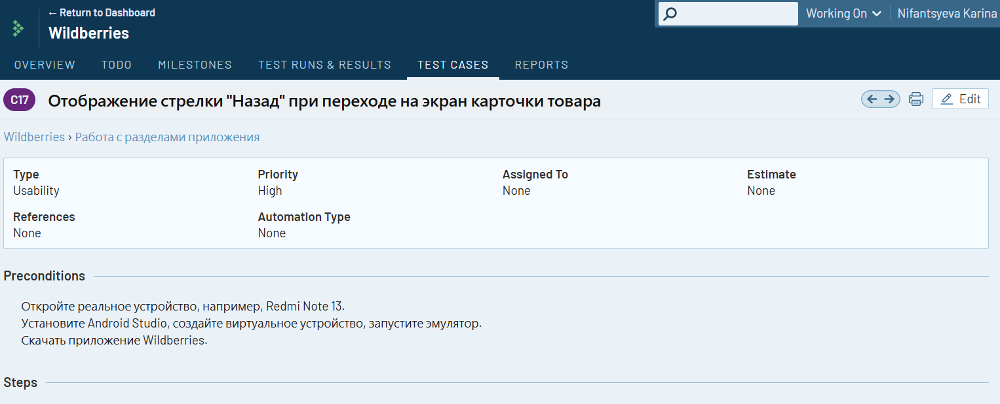 ← Return to Dashboard
Wildberries
Working On
Nifantsyeva Karina
OVERVIEW TODO MILESTONES TEST RUNS & RESULTS TEST CASES REPORTS
C17 Отображение стрелки "Назад" при переходе на экран карточки товара
Edit
Wildberries › Работа с разделами приложения
Type Priority Assigned To Estimate
Usability High None None
References Automation Type
None None
Preconditions
Откройте реальное устройство, например, Redmi Note 13.
Установите Android Studio, создайте виртуальное устройство, запустите эмулятор.
Скачать приложение Wildberries.
Steps